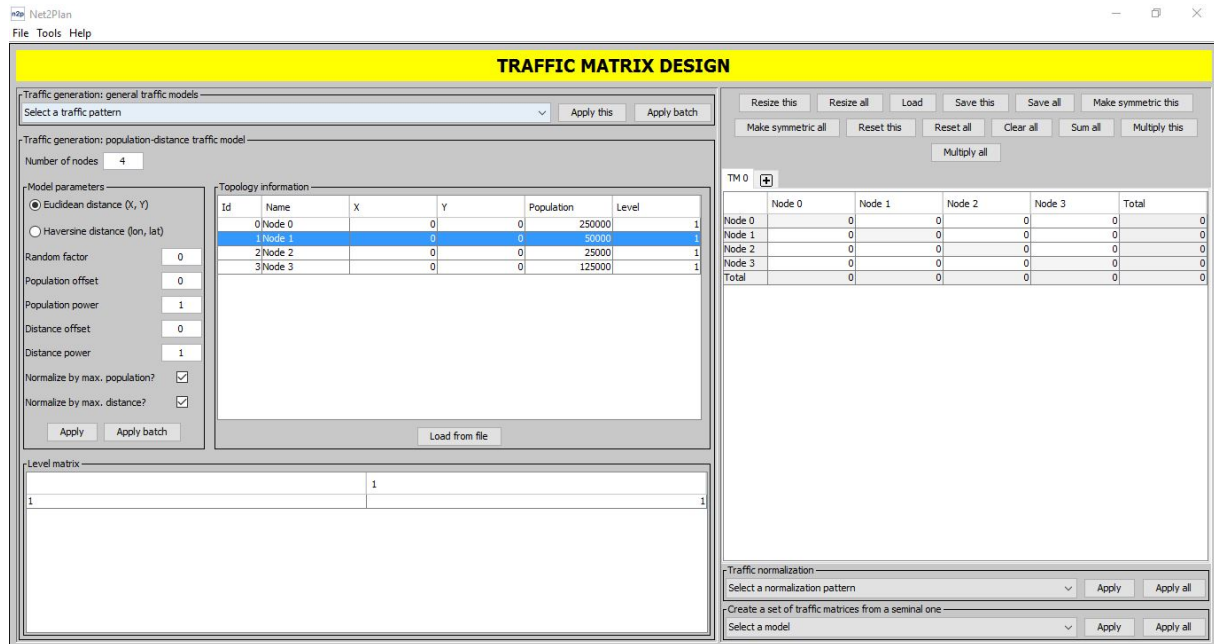 n2p Net2Plan
File Tools Help
TRAFFIC MATRIX DESIGN
Traffic generation: general traffic models
Select a traffic pattern Apply this Apply batch
Traffic generation: population-distance traffic model
Number of nodes 4
Model parameters
Euclidean distance (X, Y)
Haversine distance (lon, lat)
Random factor 0
Population offset 0
Population power 1
Distance offset 0
Distance power 1
Normalize by max. population?
Normalize by max. distance?
Apply Apply batch
Topology information
Id Name X Y Population Level
0 Node 0 0 0 250000 1
1 Node 1 0 0 50000 1
2 Node 2 0 0 25000 1
3 Node 3 0 0 125000 1
Load from file
Level matrix
1
1 1
Resize this Resize all Load Save this Save all Make symmetric this
Make symmetric all Reset this Reset all Clear all Sum all Multiply this
Multiply all
TM 0
Node 0 Node 1 Node 2 Node 3 Total
Node 0 0 0 0 0 0
Node 1 0 0 0 0 0
Node 2 0 0 0 0 0
Node 3 0 0 0 0 0
Total 0 0 0 0 0
Traffic normalization
Select a normalization pattern Apply Apply all
Create a set of traffic matrices from a seminal one
Select a model Apply Apply all